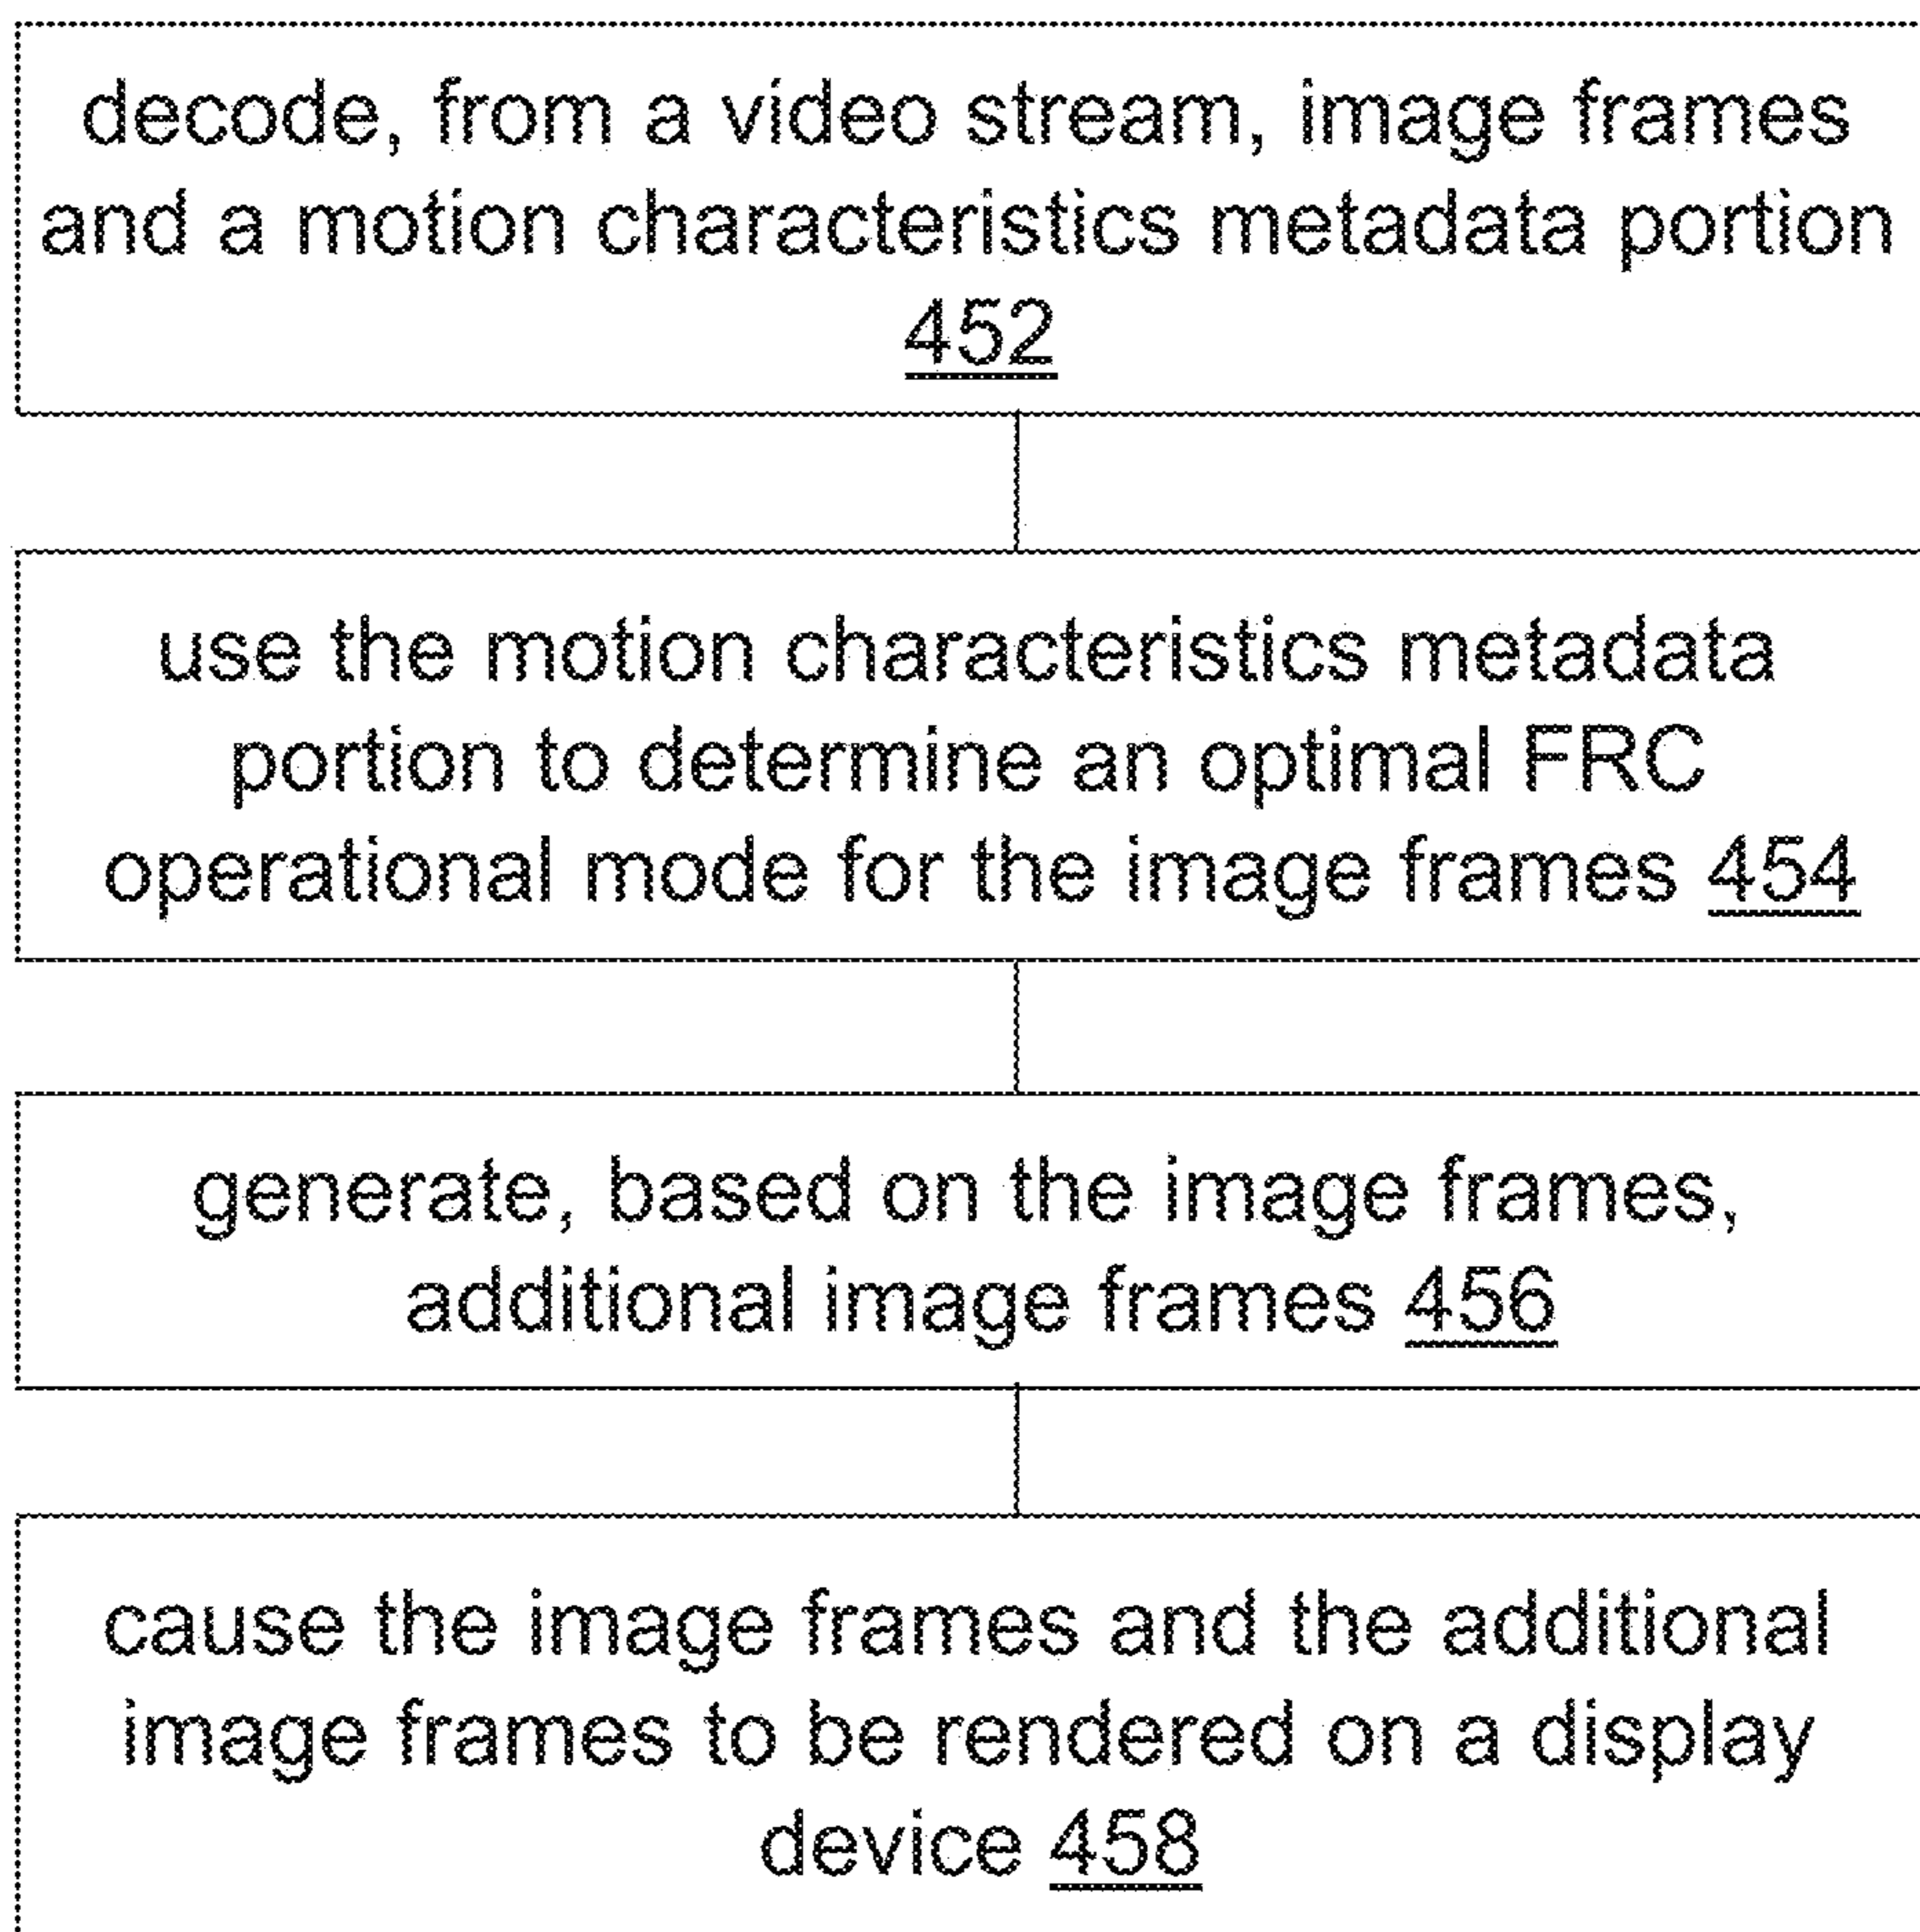 decode, from a video stream, image frames
and a motion characteristics metadata portion
452
use the motion characteristics metadata
portion to determine an optimal FRC
operational mode for the image frames 454
generate, based on the image frames,
additional image frames 456
cause the image frames and the additional
image frames to be rendered on a display
device 458